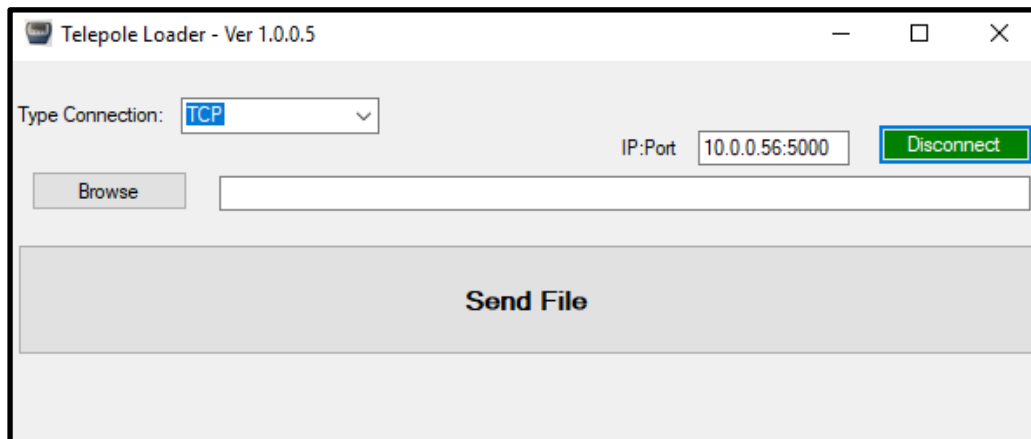 Telepole Loader - Ver 1.0.0.5
Type Connection: TCP
IP:Port 10.0.0.56:5000 Disconnect
Browse
Send File